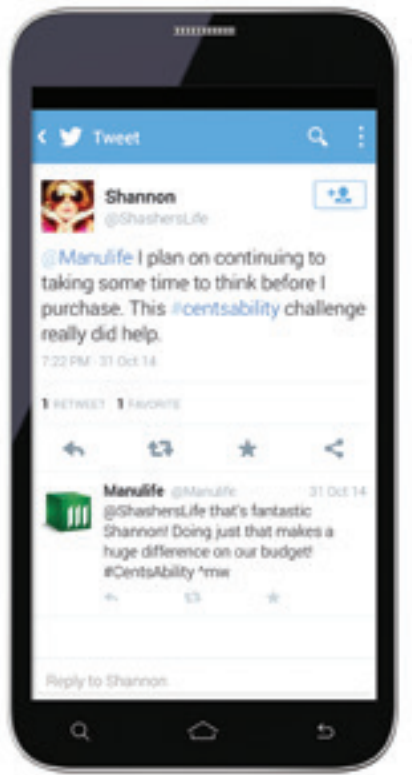 Tweet
Shannon
@ShashersLife
@Manulife I plan on continuing to
taking some time to think before I
purchase. This #centsability challenge
really did help.
7:22 PM · 31 Oct 14
1 RETWEET 1 FAVORITE
Manulife @Manulife 31 Oct 14
@ShashersLife that's fantastic
Shannon! Doing just that makes a
huge difference on our budget!
#CentsAbility ^mw
Reply to Shannon